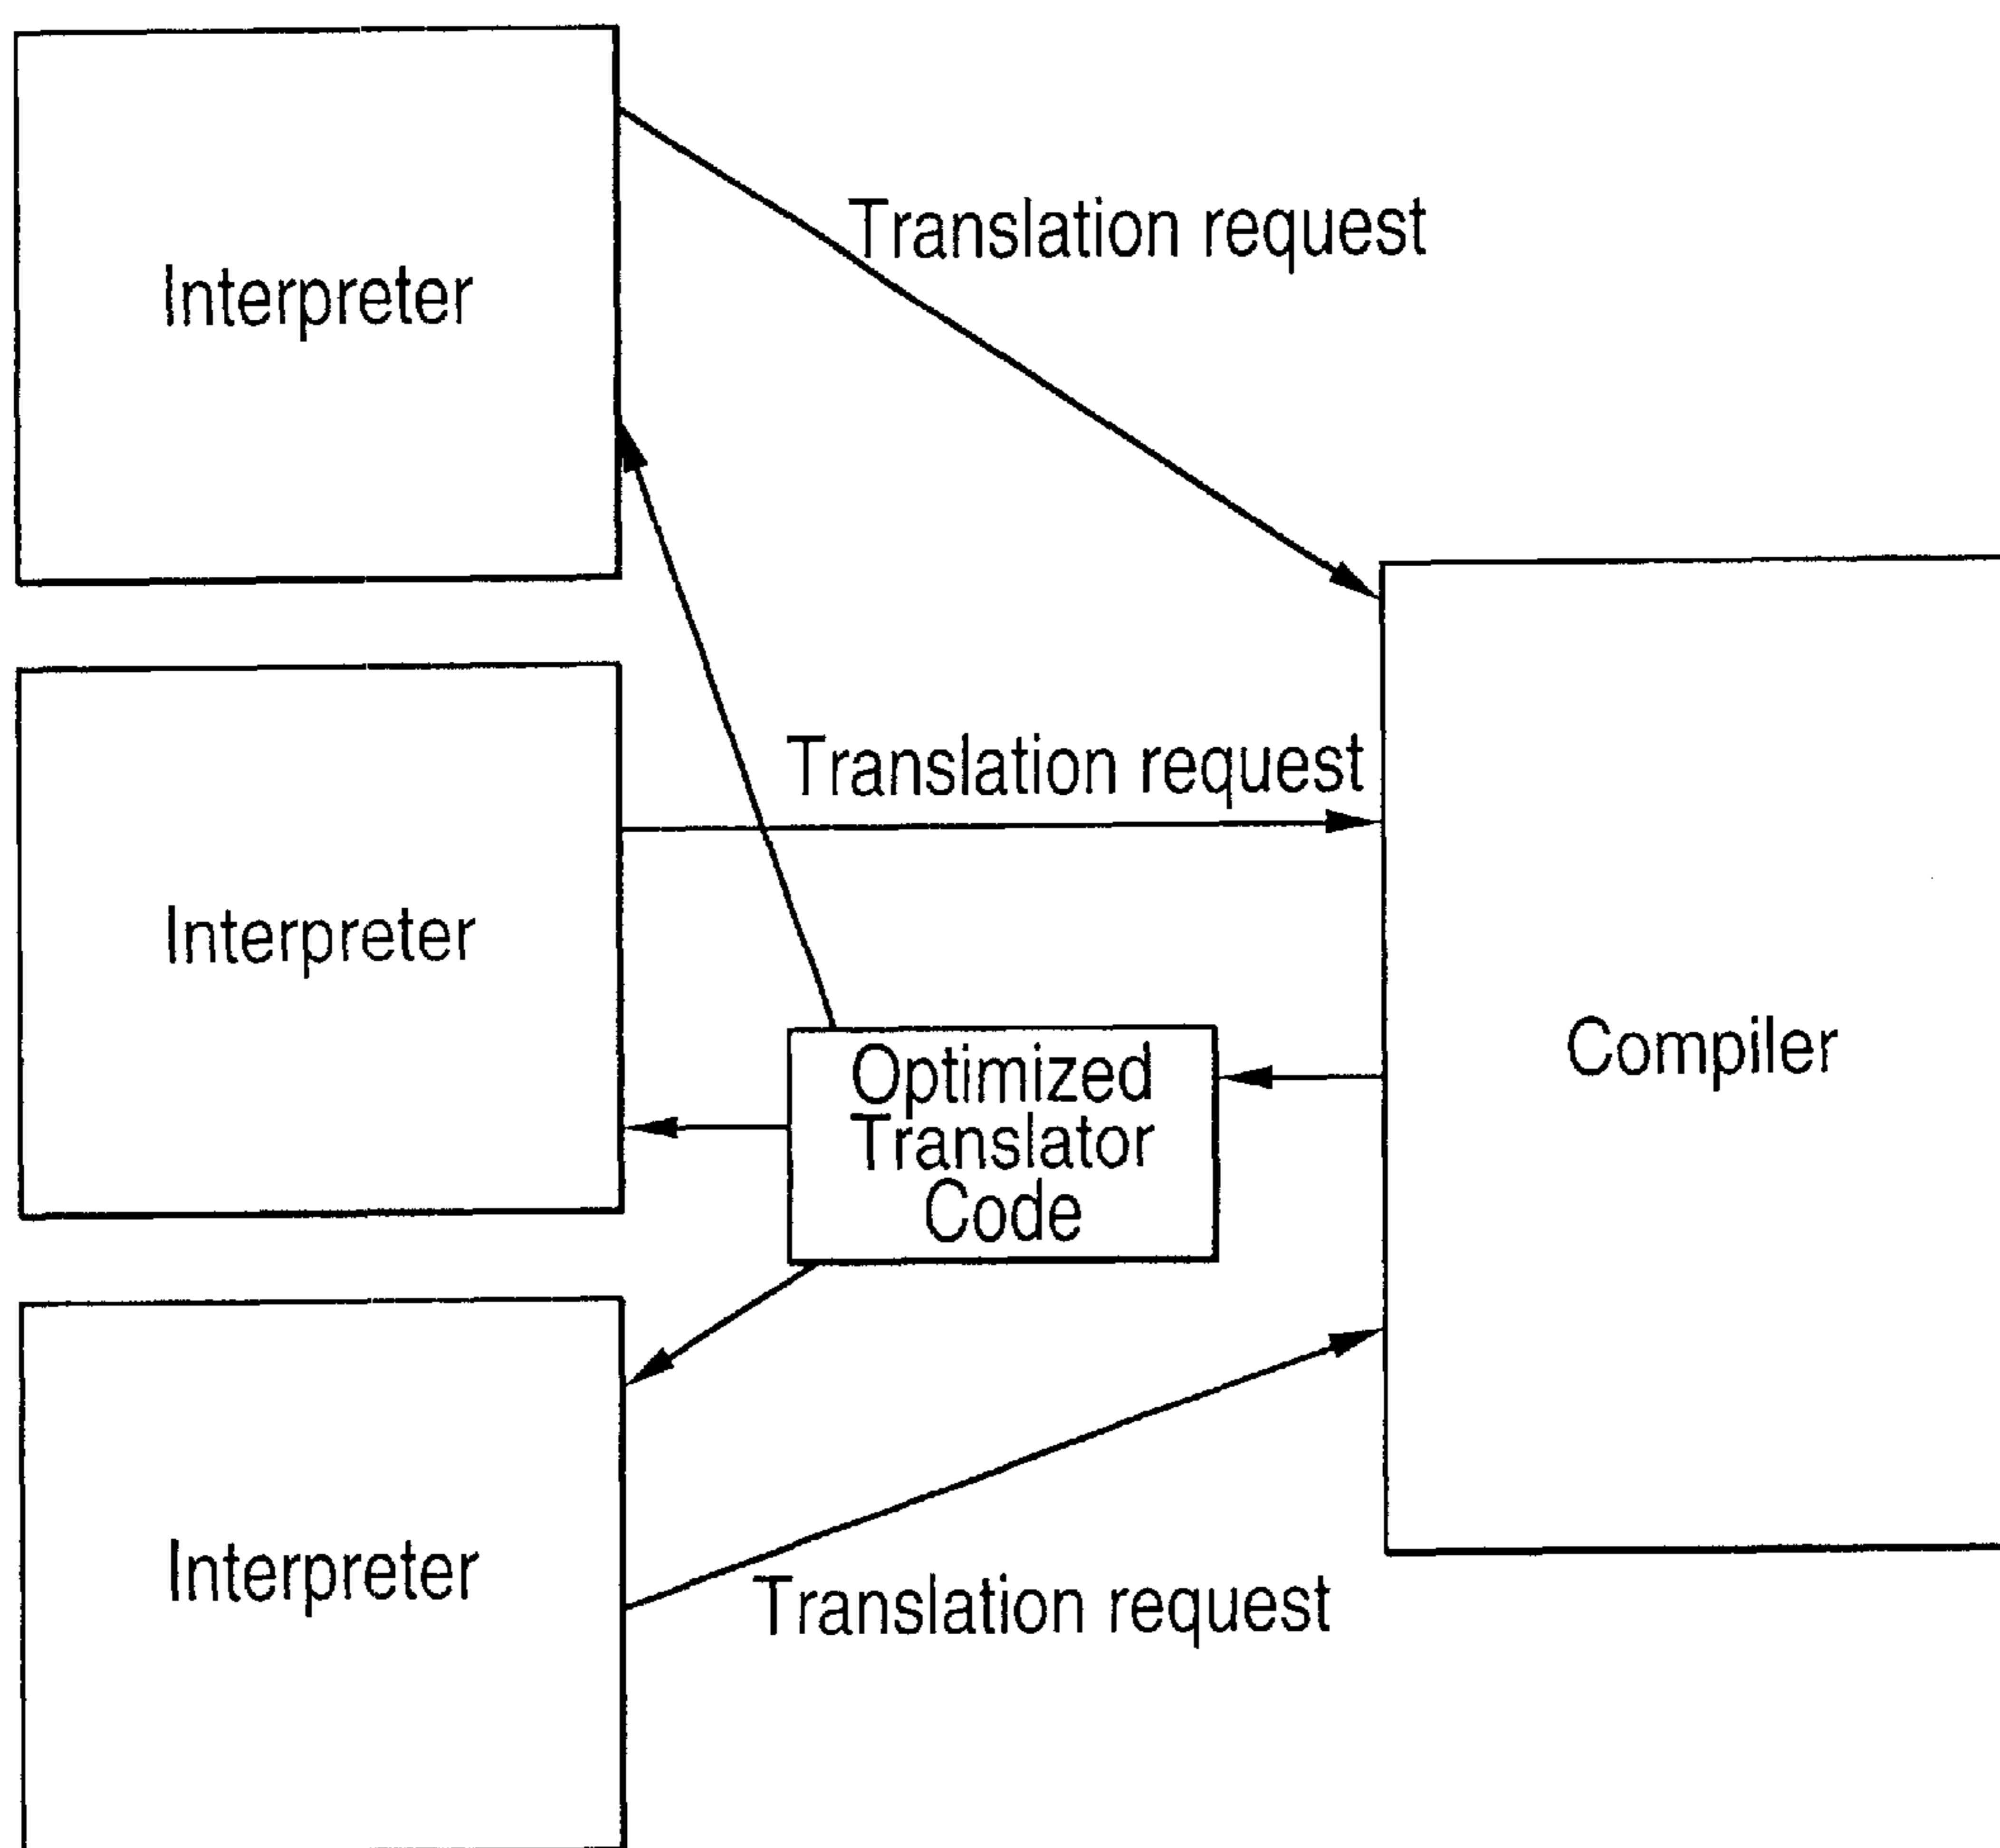 Translation request
Interpreter
Translation request
Interpreter
Compiler
Optimized
Translator
Code
Interpreter
Translation request